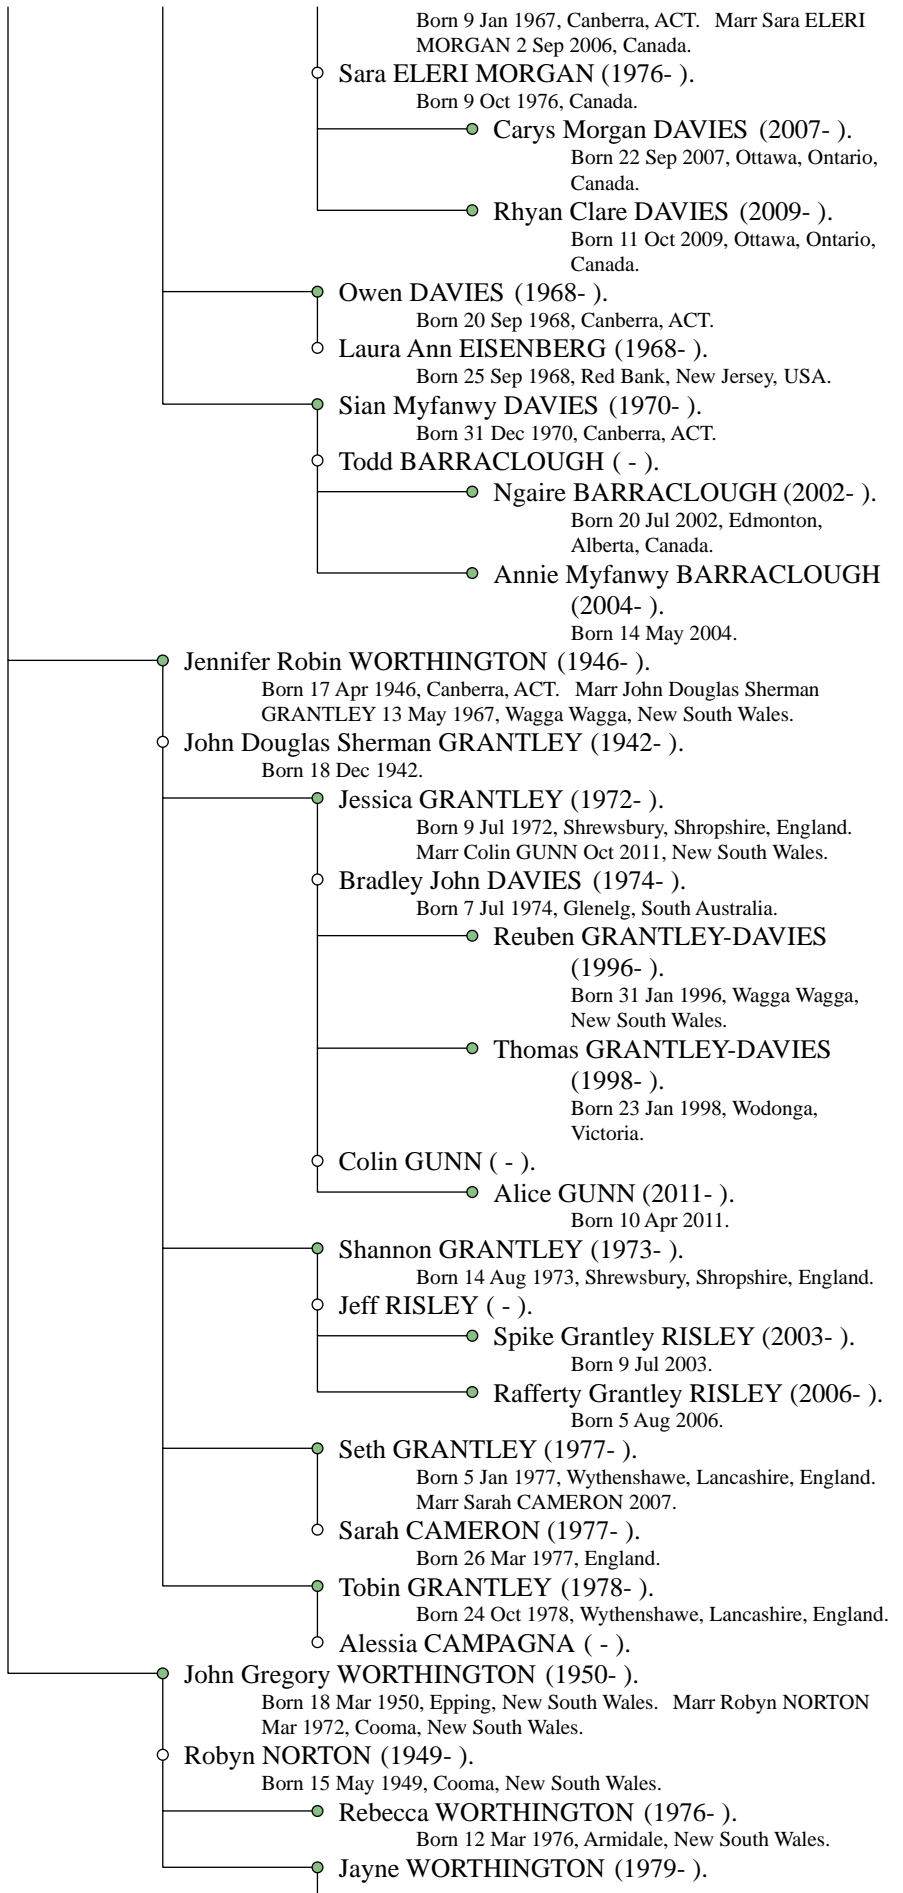 Born 9 Jan 1967, Canberra, ACT. Marr Sara ELERI
MORGAN 2 Sep 2006, Canada.
Sara ELERI MORGAN (1976- ).
Born 9 Oct 1976, Canada.
Carys Morgan DAVIES (2007- ).
Born 22 Sep 2007, Ottawa, Ontario,
Canada.
Rhyan Clare DAVIES (2009- ).
Born 11 Oct 2009, Ottawa, Ontario,
Canada.
Owen DAVIES (1968- ).
Born 20 Sep 1968, Canberra, ACT.
Laura Ann EISENBERG (1968- ).
Born 25 Sep 1968, Red Bank, New Jersey, USA.
Sian Myfanwy DAVIES (1970- ).
Born 31 Dec 1970, Canberra, ACT.
Todd BARRACLOUGH ( - ).
Ngaire BARRACLOUGH (2002- ).
Born 20 Jul 2002, Edmonton,
Alberta, Canada.
Annie Myfanwy BARRACLOUGH
(2004- ).
Born 14 May 2004.
Jennifer Robin WORTHINGTON (1946- ).
Born 17 Apr 1946, Canberra, ACT. Marr John Douglas Sherman
GRANTLEY 13 May 1967, Wagga Wagga, New South Wales.
John Douglas Sherman GRANTLEY (1942- ).
Born 18 Dec 1942.
Jessica GRANTLEY (1972- ).
Born 9 Jul 1972, Shrewsbury, Shropshire, England.
Marr Colin GUNN Oct 2011, New South Wales.
Bradley John DAVIES (1974- ).
Born 7 Jul 1974, Glenelg, South Australia.
Reuben GRANTLEY-DAVIES
(1996- ).
Born 31 Jan 1996, Wagga Wagga,
New South Wales.
Thomas GRANTLEY-DAVIES
(1998- ).
Born 23 Jan 1998, Wodonga,
Victoria.
Colin GUNN ( - ).
Alice GUNN (2011- ).
Born 10 Apr 2011.
Shannon GRANTLEY (1973- ).
Born 14 Aug 1973, Shrewsbury, Shropshire, England.
Jeff RISLEY ( - ).
Spike Grantley RISLEY (2003- ).
Born 9 Jul 2003.
Rafferty Grantley RISLEY (2006- ).
Born 5 Aug 2006.
Seth GRANTLEY (1977- ).
Born 5 Jan 1977, Wythenshawe, Lancashire, England.
Marr Sarah CAMERON 2007.
Sarah CAMERON (1977- ).
Born 26 Mar 1977, England.
Tobin GRANTLEY (1978- ).
Born 24 Oct 1978, Wythenshawe, Lancashire, England.
Alessia CAMPAGNA ( - ).
John Gregory WORTHINGTON (1950- ).
Born 18 Mar 1950, Epping, New South Wales. Marr Robyn NORTON
Mar 1972, Cooma, New South Wales.
Robyn NORTON (1949- ).
Born 15 May 1949, Cooma, New South Wales.
Rebecca WORTHINGTON (1976- ).
Born 12 Mar 1976, Armidale, New South Wales.
Jayne WORTHINGTON (1979- ).